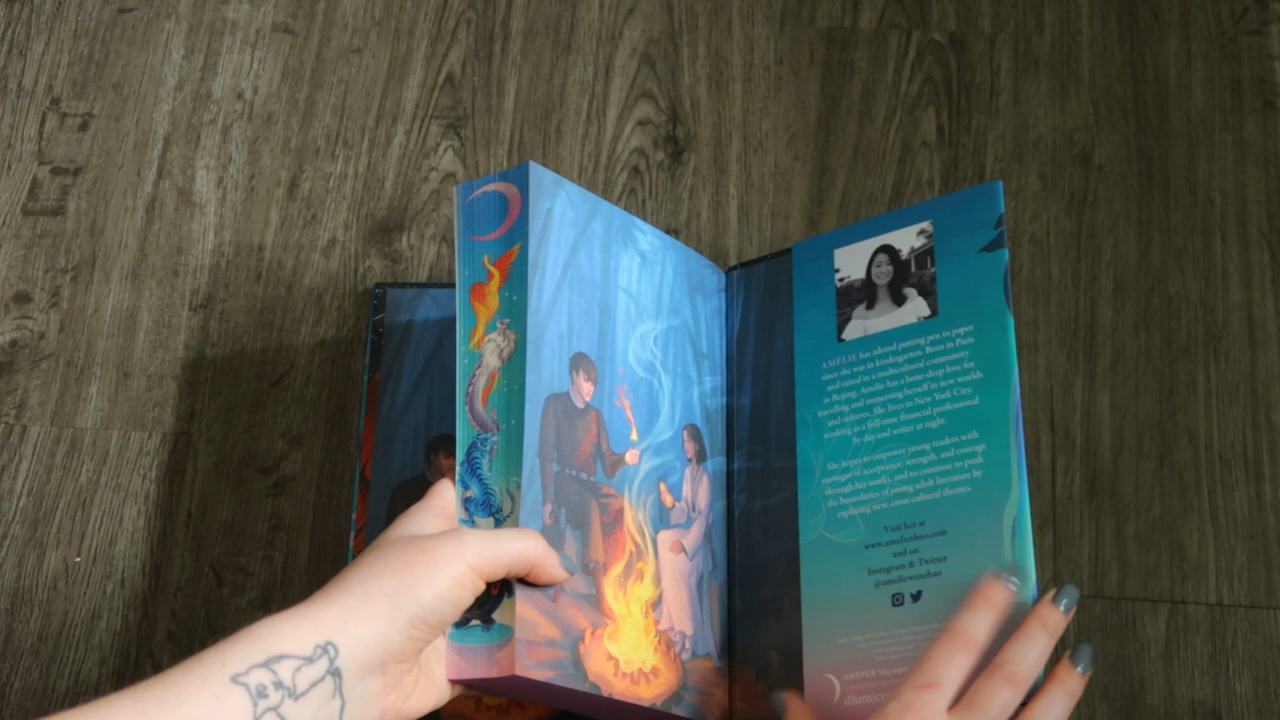 AMÉLIE has adored putting pen to paper
since she was in kindergarten. Born in Paris
and raised in a multicultural community
in Beijing, Amélie has a bone-deep love for
travelling and immersing herself in new worlds
and cultures. She lives in New York City,
working as a full-time financial professional
by day and writer at night.
She hopes to empower young readers with
messages of acceptance, strength, and courage
through her works, and to continue to push
the boundaries of young adult literature by
exploring new, cross-cultural themes.
Visit her at
www.ameliezhao.com
and on
Instagram & Twitter
@ameliewenzhao
HARPER Voyager
illumicr